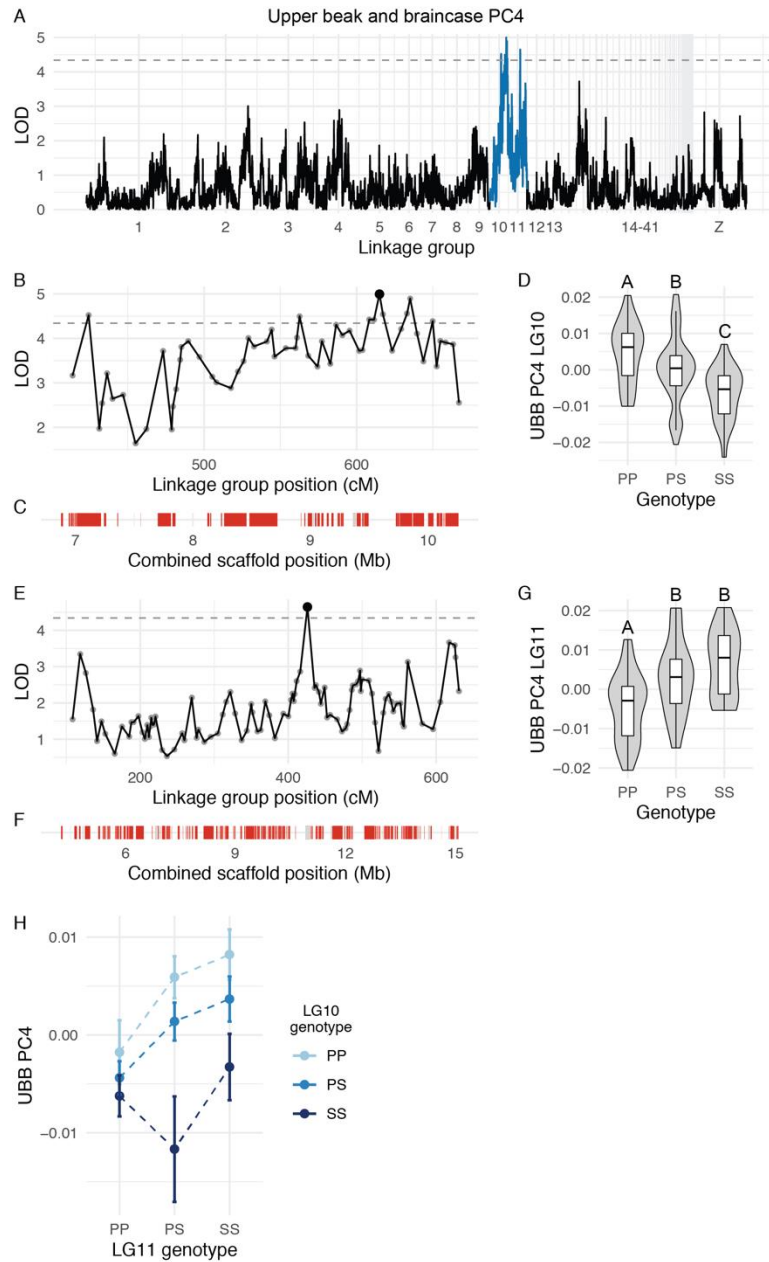 A
Upper beak and braincase PC4
5
4
3
2
1
0
LOD
1 2 3 4 5 6 7 8 9 10 11 12 13 14-41 Z
Linkage group
B
5
4
3
2
LOD
500 600
Linkage group position (cM)
C
7 8 9 10
Combined scaffold position (Mb)
D
A B C
0.02
0.01
0.00
-0.01
-0.02
UBB PC4 LG10
PP PS SS
Genotype
E
4
3
2
1
LOD
200 400 600
Linkage group position (cM)
F
6 9 12 15
Combined scaffold position (Mb)
G
A B B
0.02
0.01
0.00
-0.01
-0.02
UBB PC4 LG11
PP PS SS
Genotype
H
0.01
0.00
-0.01
UBB PC4
PP PS SS
LG11 genotype
LG10
genotype
PP
PS
SS